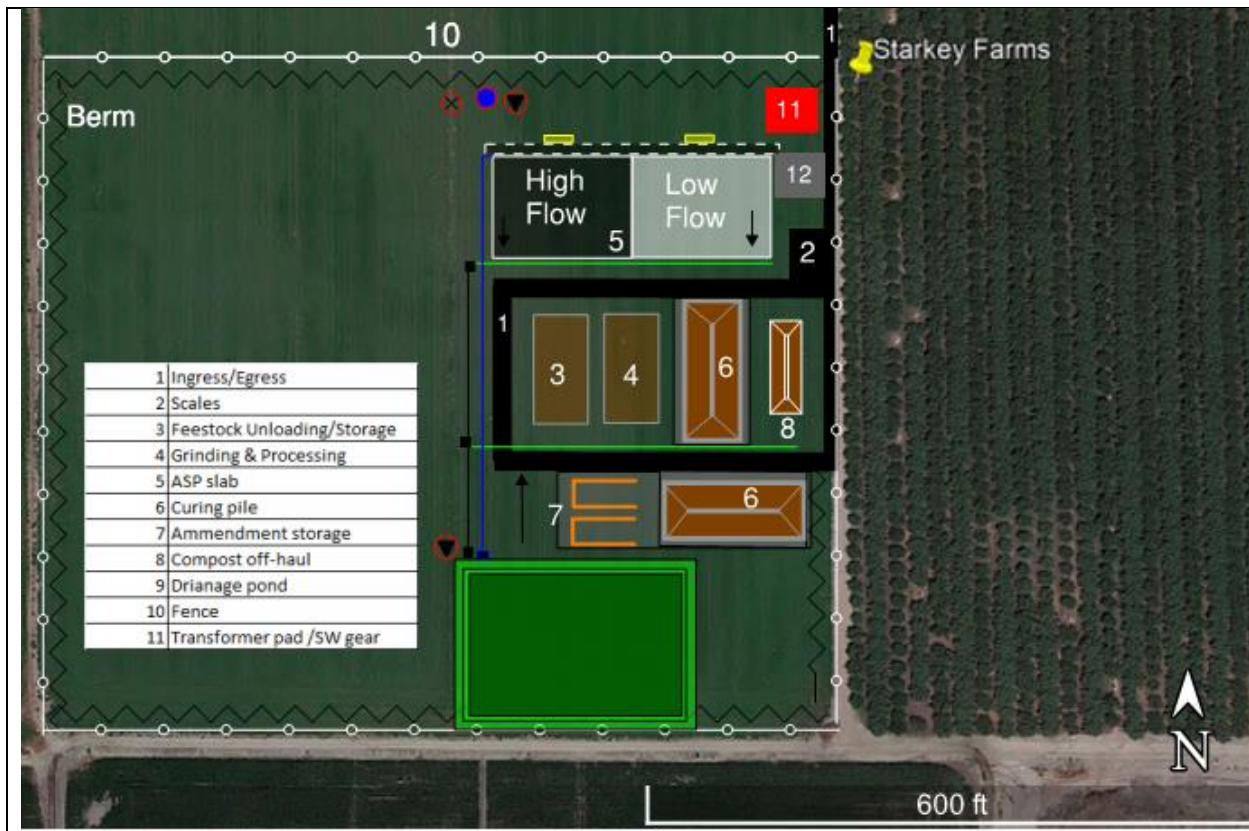 10
1
Starkey Farms
Berm
11
High
Flow
5
Low
Flow
12
2
1
3
4
6
8
7
6
1 Ingress/Egress
2 Scales
3 Feestock Unloading/Storage
4 Grinding & Processing
5 ASP slab
6 Curing pile
7 Ammendment storage
8 Compost off-haul
9 Drianage pond
10 Fence
11 Transformer pad /SW gear
N
600 ft